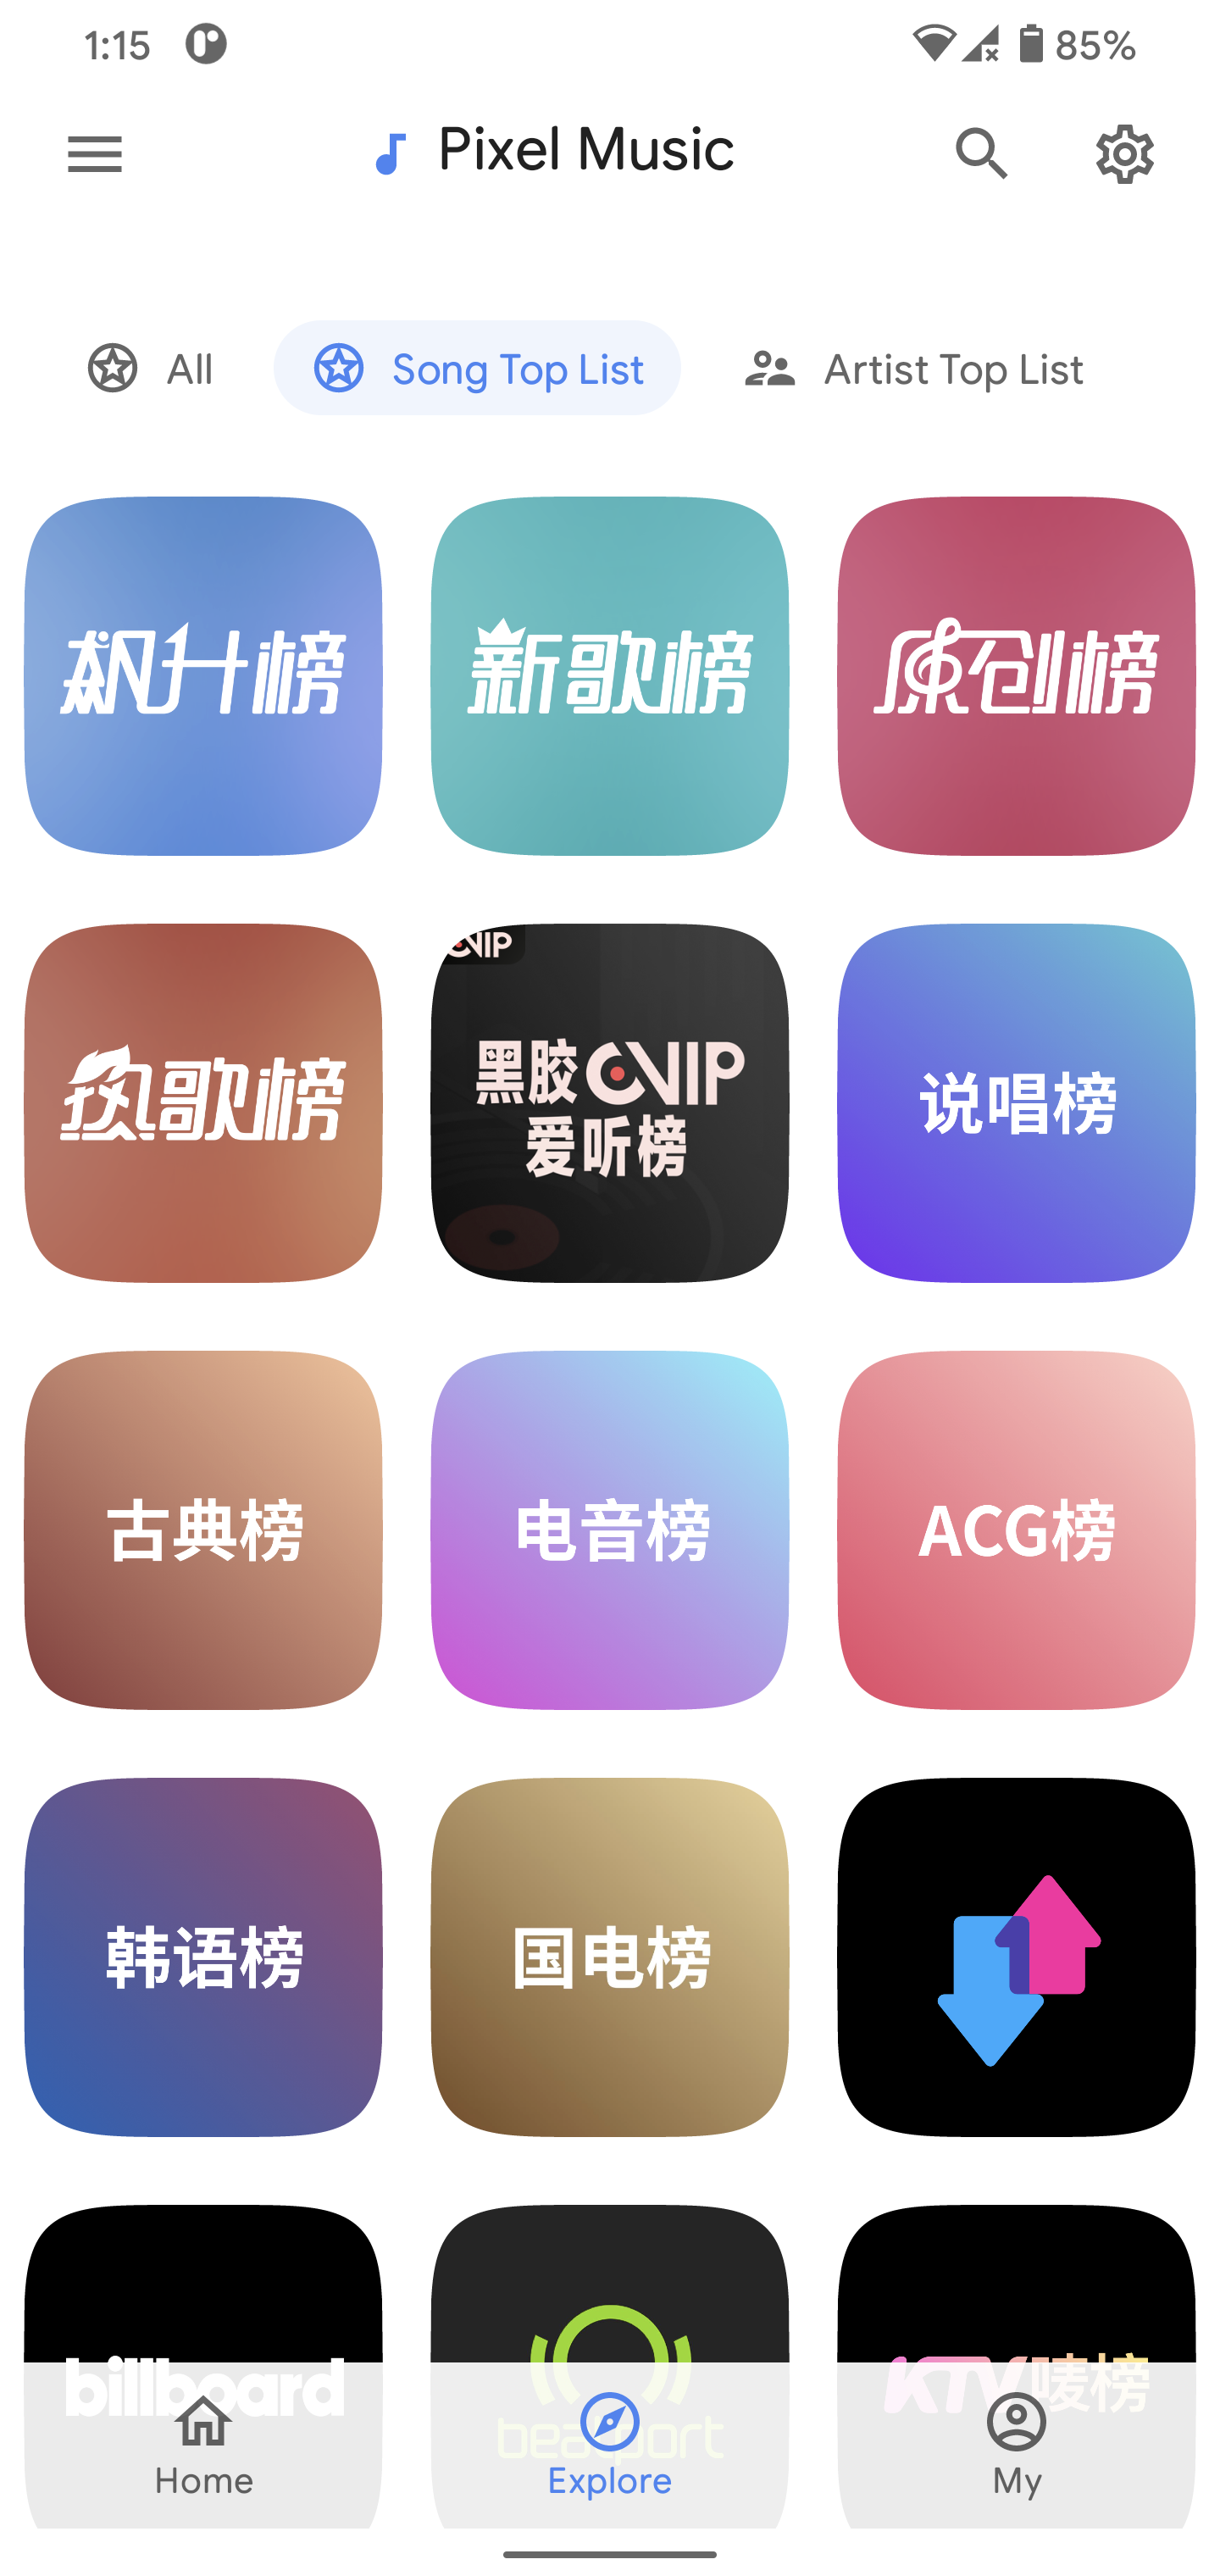 1:15
85%
Pixel Music
All
Song Top List
Artist Top List
飙升榜
新歌榜
原创榜
热歌榜
VIP
黑胶VIP
爱听榜
说唱榜
古典榜
电音榜
ACG榜
韩语榜
国电榜
billboard
beatport
KTV唛榜
Home
Explore
My